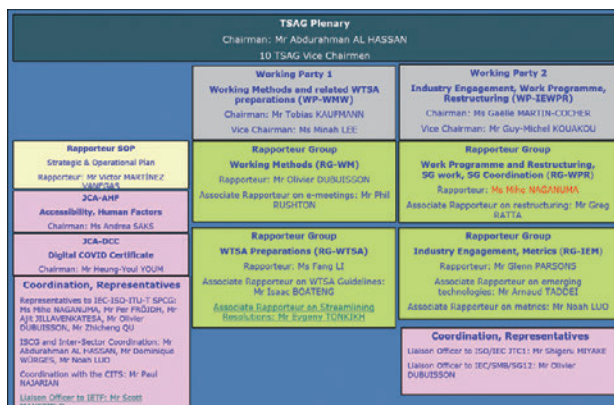 TSAG Plenary
Chairman: Mr Abdurahman AL HASSAN
10 TSAG Vice Chairmen
Working Party 1
Working Methods and related WTSA
preparations (WP-WMW)
Chairman: Mr Tobias KAUFMANN
Vice Chairman: Ms Minah LEE
Working Party 2
Industry Engagement, Work Programme,
Restructuring (WP-IEWPR)
Chairman: Ms Gaëlle MARTIN-COCHER
Vice Chairman: Mr Guy-Michel KOUAKOU
Rapporteur SOP
Strategic & Operational Plan
Rapporteur: Mr Víctor MARTÍNEZ
VANEGAS
Rapporteur Group
Working Methods (RG-WM)
Rapporteur: Mr Olivier DUBUISSON
Associate Rapporteur on e-meetings: Mr Phil
RUSHTON
Rapporteur Group
Work Programme and Restructuring,
SG work, SG Coordination (RG-WPR)
Rapporteur: Ms Miho NAGANUMA
Associate Rapporteur on restructuring: Mr Greg
RATTA
JCA-AHF
Accessibility, Human Factors
Chairman: Ms Andrea SAKS
JCA-DCC
Digital COVID Certificate
Chairman: Mr Heung-Youl YOUM
Rapporteur Group
WTSA Preparations (RG-WTSA)
Rapporteur: Ms Fang LI
Associate Rapporteur on WTSA Guidelines:
Mr Isaac BOATENG
Associate Rapporteur on Streamlining
Resolutions: Mr Evgeny TONKIKH
Rapporteur Group
Industry Engagement, Metrics (RG-IEM)
Rapporteur: Mr Glenn PARSONS
Associate Rapporteur on emerging
technologies: Mr Arnaud TADDEI
Associate Rapporteur on metrics: Mr Noah LUO
Coordination, Representatives
Representatives to IEC-ISO-ITU-T SPCG:
Ms Miho NAGANUMA, Mr Per FRÖJDH, Mr
Ajit JILLAVENKATESA, Mr Olivier
DUBUISSON, Mr Zhicheng QU
ISCG and Inter-Sector Coordination: Mr
Abdurahman AL HASSAN, Mr Dominique
WÜRGES, Mr Noah LUO
Coordination with the CITS: Mr Paul
NAJARIAN
Liaison Officer to IETF: Mr Scott
Coordination, Representatives
Liaison Officer to ISO/IEC JTC1: Mr Shigeru MIYAKE
Liaison Officer to IEC/SMB/SG12: Mr Olivier
DUBUISSON